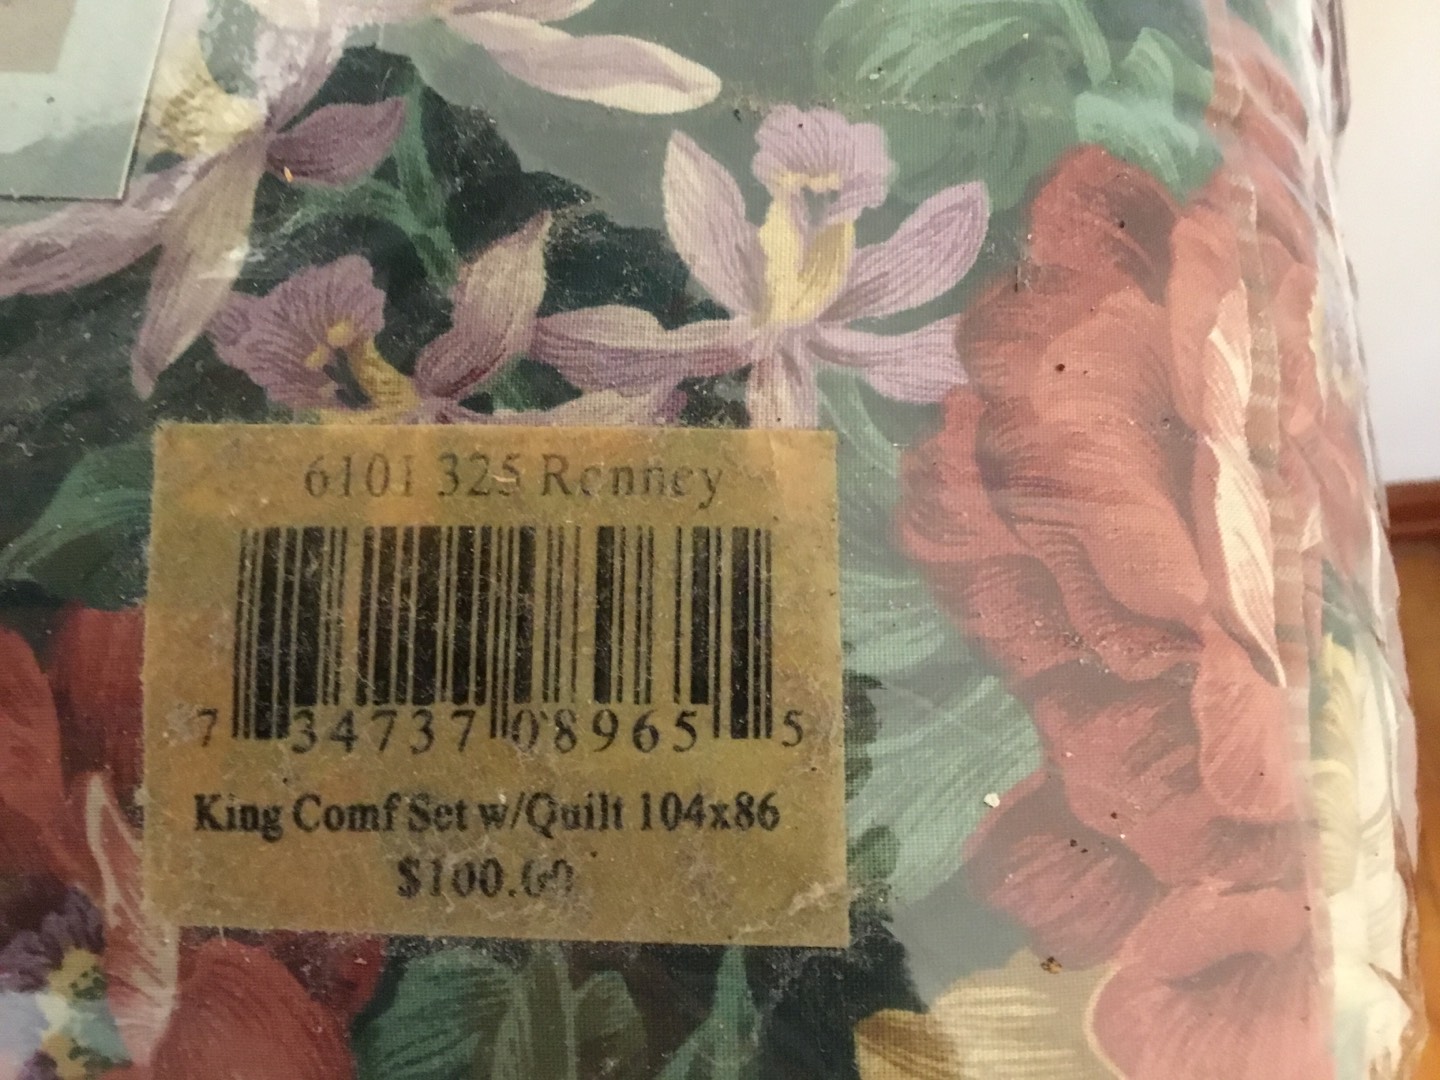 6101 325 Renney
7 34737 08965 5
King Comf Set w/Quilt 104x86
$100.00